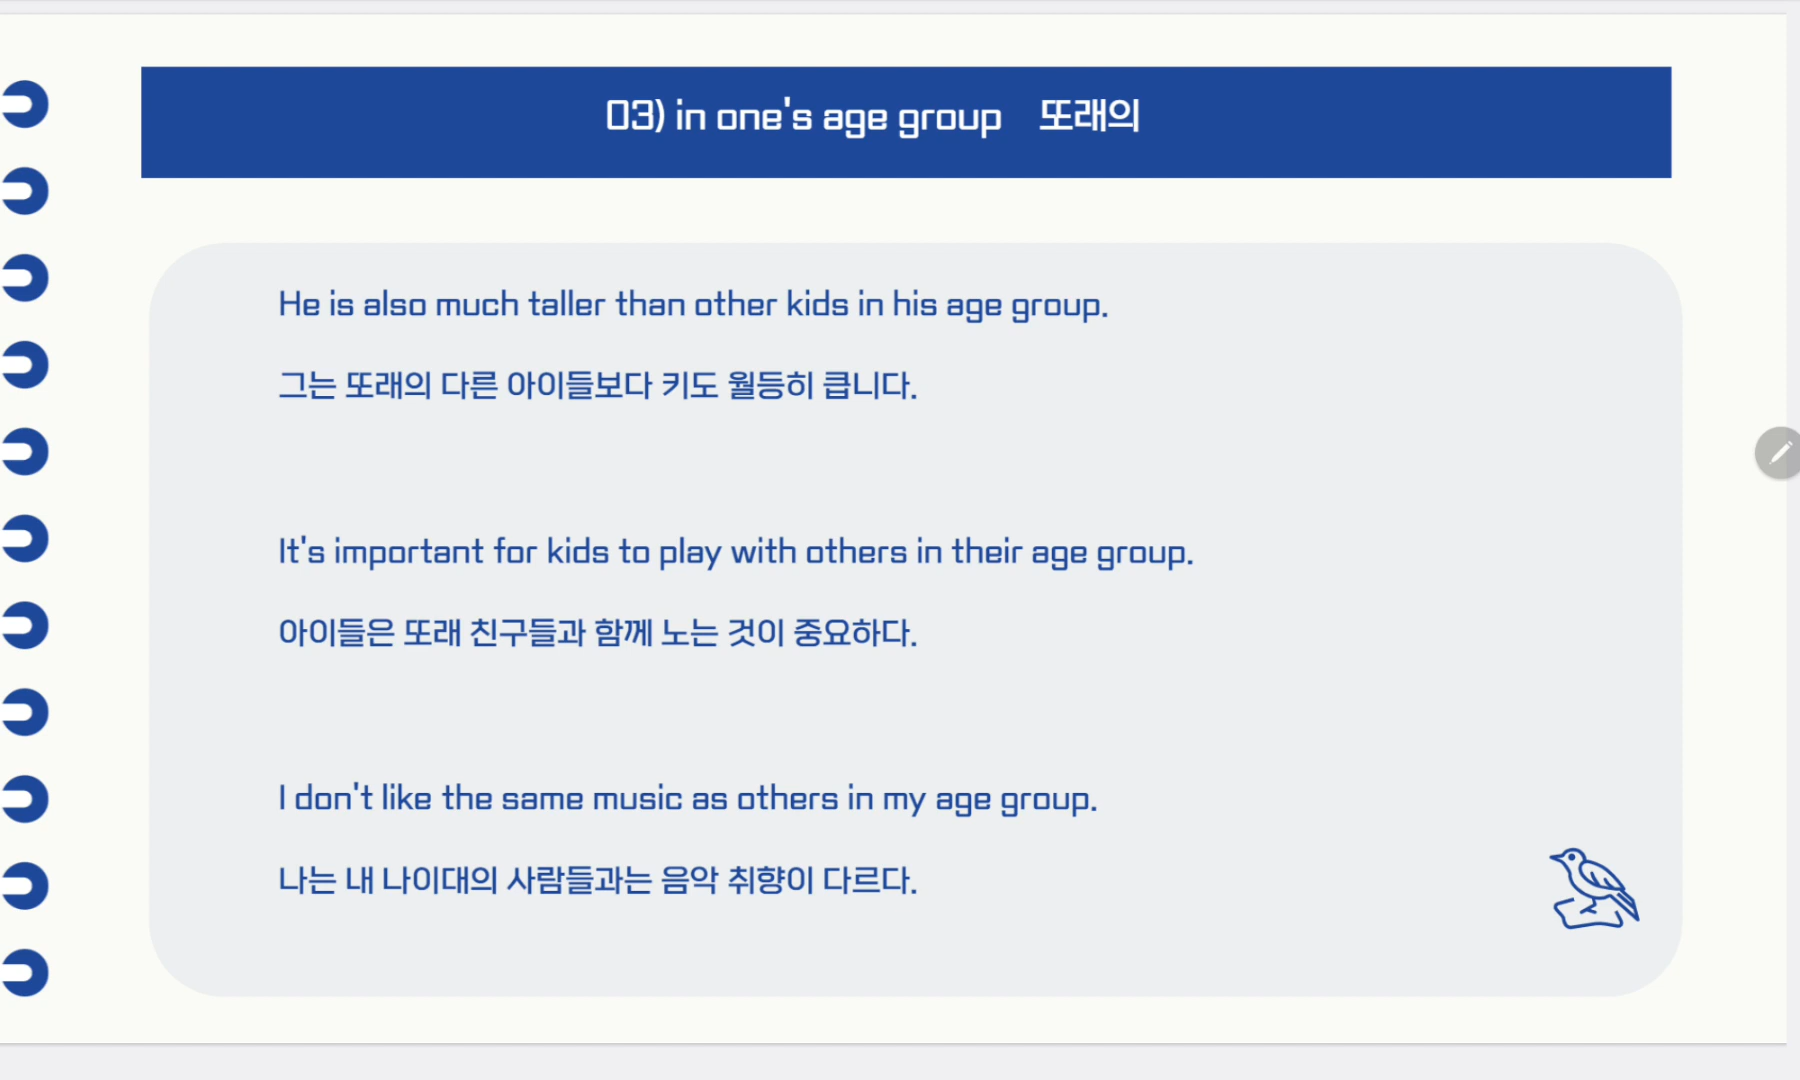 03) in one's age group 또래의
He is also much taller than other kids in his age group.
그는 또래의 다른 아이들보다 키도 월등히 큽니다.
It's important for kids to play with others in their age group.
아이들은 또래 친구들과 함께 노는 것이 중요하다.
I don't like the same music as others in my age group.
나는 내 나이대의 사람들과는 음악 취향이 다르다.